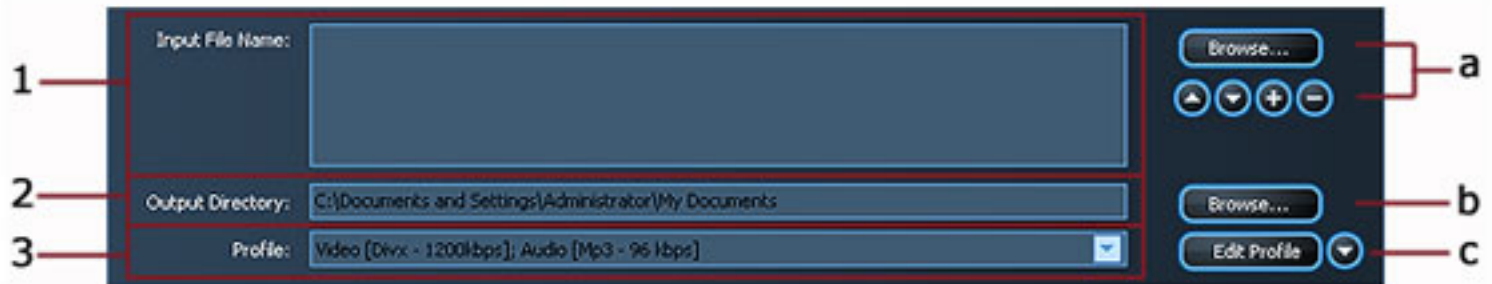 Input File Name:
Browse...
a
1
2
Output Directory:
C:\Documents and Settings\Administrator\My Documents
Browse...
b
3
Profile:
Video [Divx - 1200kbps]; Audio [Mp3 - 96 kbps]
Edit Profile
c